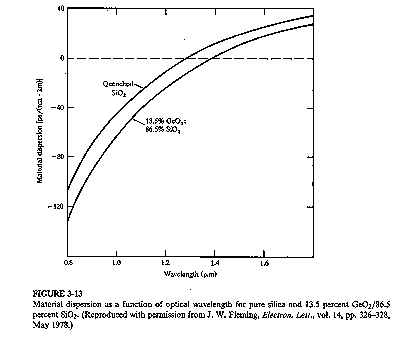 40
0
−40
−80
−120
Material dispersion [ps/(nm · km)]
Quenched
SiO2
13.5% GeO2;
86.5% SiO2
0.8
1.0
1.2
1.4
1.6
Wavelength (μm)
FIGURE 3-13
Material dispersion as a function of optical wavelength for pure silica and 13.5 percent GeO2/86.5
percent SiO2. (Reproduced with permission from J. W. Fleming, Electron. Lett., vol. 14, pp. 326–328,
May 1978.)